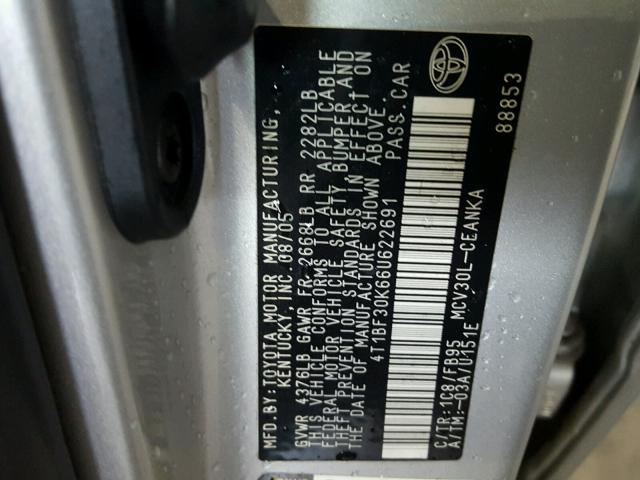 MFD.BY:TOYOTA MOTOR MANUFACTURING,
KENTUCKY,INC. 08/05
GVWR 4376LB GAWR FR 2668LB RR 2282LB
THIS VEHICLE CONFORMS TO ALL APPLICABLE
FEDERAL MOTOR VEHICLE SAFETY BUMPER AND
THEFT PREVENTION STANDARDS IN EFFECT ON
THE DATE OF MANUFACTURE SHOWN ABOVE.
4T1BF30K66U622691 PASS.CAR
C/TR:1C8/FB95 MCV30L-CEANKA
A/TM:-03A/U151E
88853